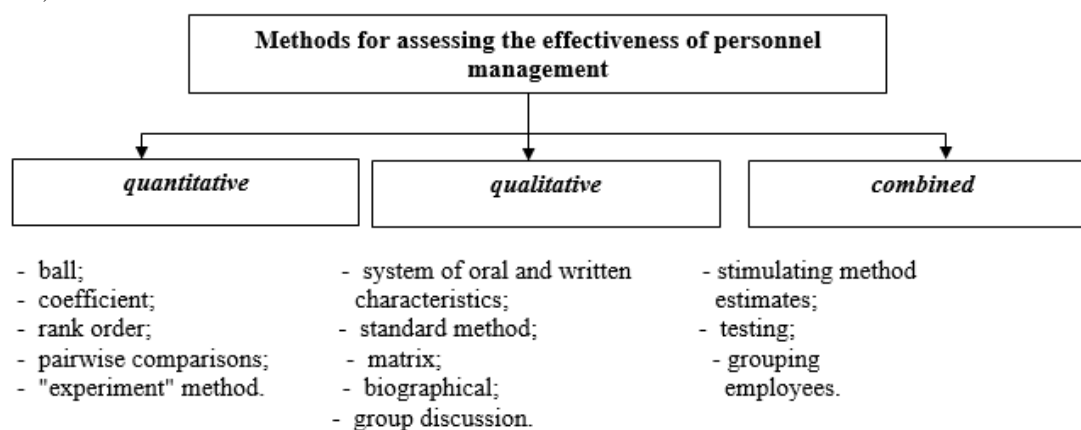 Methods for assessing the effectiveness of personnel
management
quantitative
qualitative
combined
- ball;
- coefficient;
- rank order;
- pairwise comparisons;
- "experiment" method.
- system of oral and written
characteristics;
- standard method;
- matrix;
- biographical;
- group discussion.
- stimulating method
estimates;
- testing;
- grouping
employees.